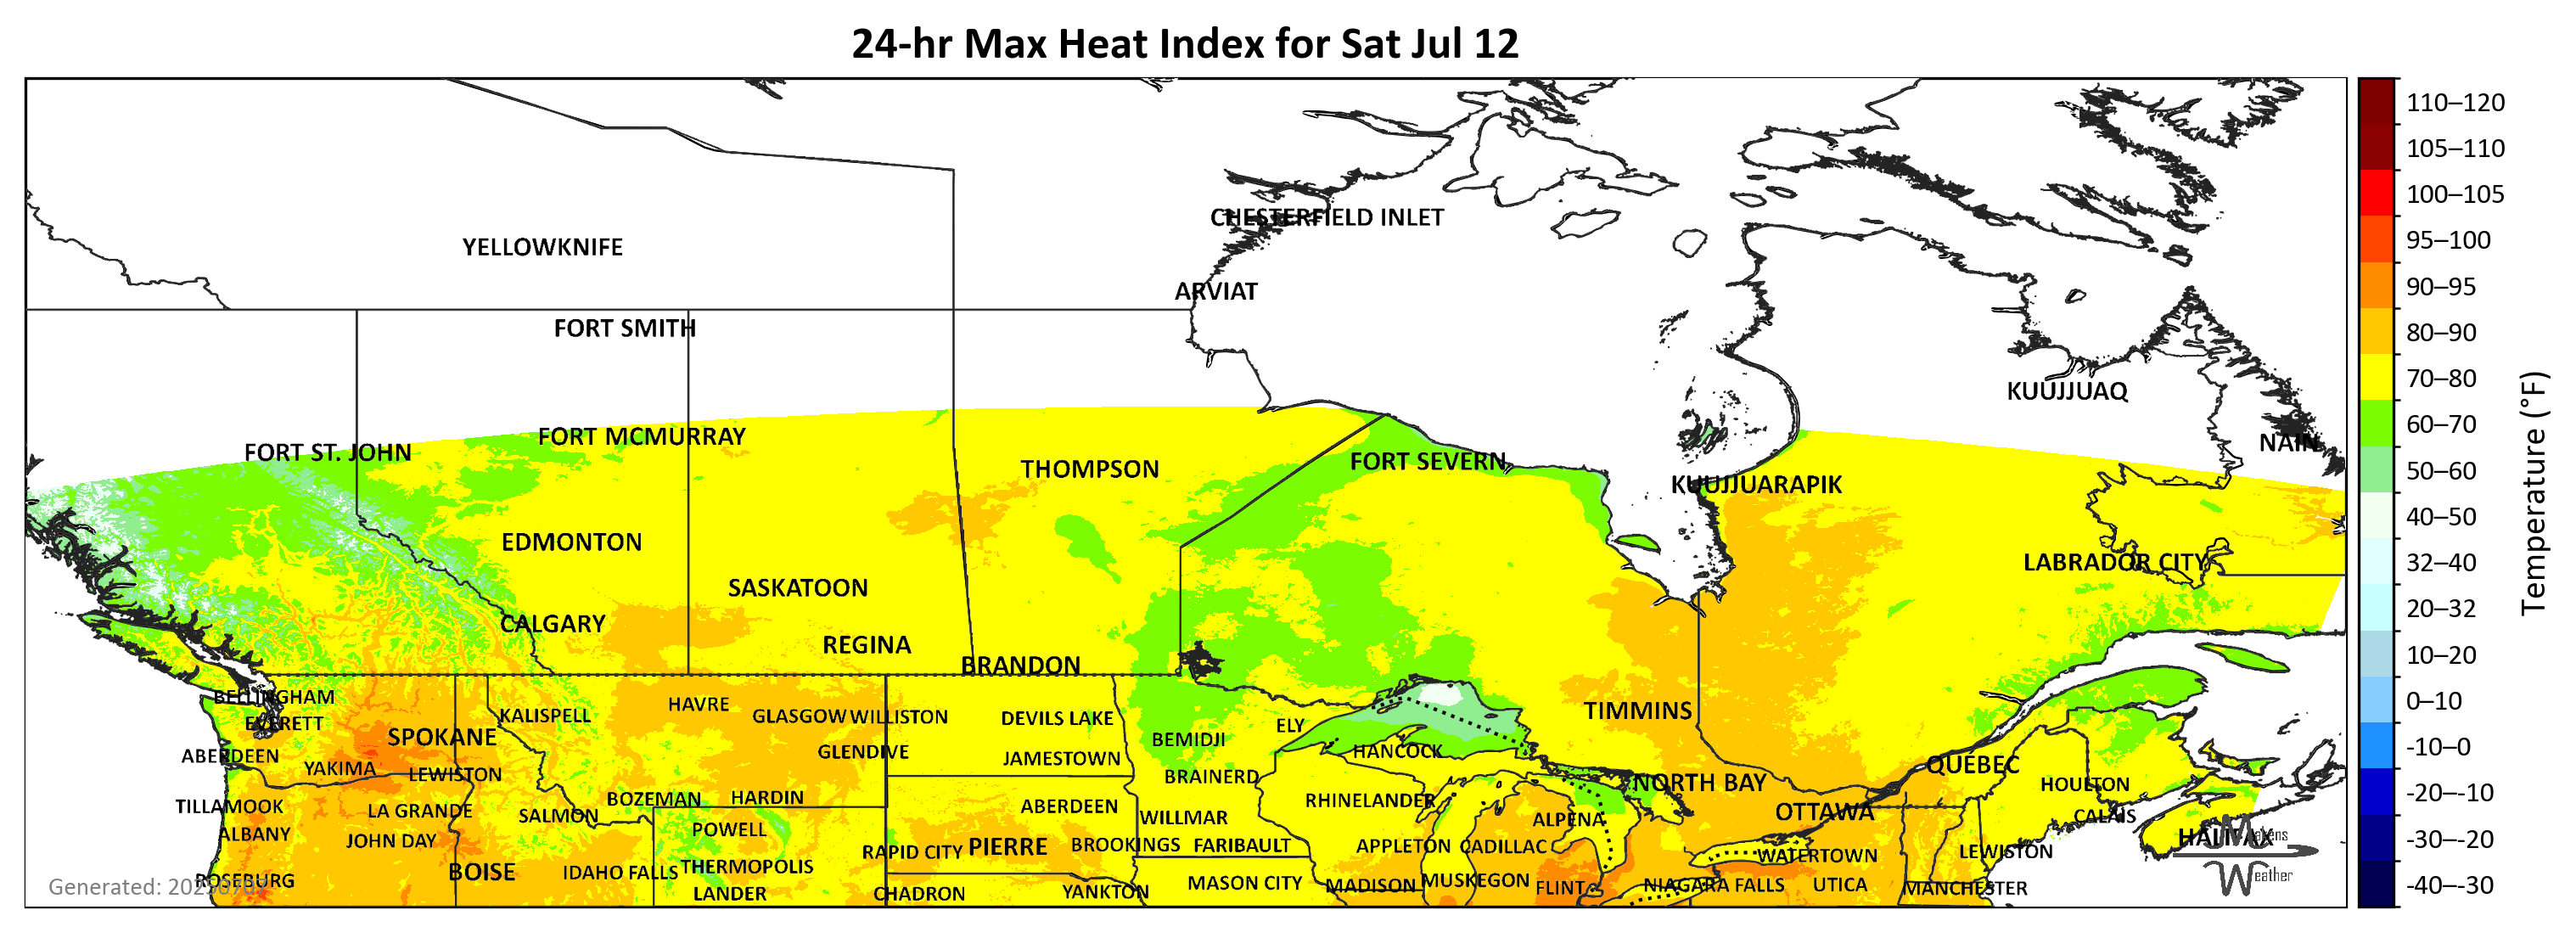 24-hr Max Heat Index for Sat Jul 12
CHESTERFIELD INLET
YELLOWKNIFE
ARVIAT
FORT SMITH
KUUJJUAQ
FORT MCMURRAY
NAIN
FORT ST. JOHN
FORT SEVERN
THOMPSON
KUUJJUARAPIK
EDMONTON
LABRADOR CITY
SASKATOON
CALGARY
REGINA
BRANDON
BELLINGHAM
HAVRE
TIMMINS
KALISPELL
GLASGOW
WILLISTON
DEVILS LAKE
EVERETT
ELY
SPOKANE
BEMIDJI
HANCOCK
ABERDEEN
GLENDIVE
JAMESTOWN
QUÉBEC
YAKIMA
LEWISTON
BRAINERD
NORTH BAY
HOULTON
BOZEMAN
HARDIN
RHINELANDER
TILLAMOOK
LA GRANDE
SALMON
ABERDEEN
WILLMAR
ALPENA
OTTAWA
CALAIS
ALBANY
JOHN DAY
POWELL
RAPID CITY
PIERRE
BROOKINGS
FARIBAULT
APPLETON
CADILLAC
WATERTOWN
LEWISTON
HALIFAX
Makens
Weather
BOISE
IDAHO FALLS
THERMOPOLIS
ROSEBURG
LANDER
CHADRON
YANKTON
MASON CITY
MADISON
MUSKEGON
FLINT
NIAGARA FALLS
UTICA
MANCHESTER
Generated: 20250707
110–120
105–110
100–105
95–100
90–95
80–90
70–80
60–70
50–60
40–50
32–40
20–32
10–20
0–10
-10–0
-20–-10
-30–-20
-40–-30
Temperature (°F)